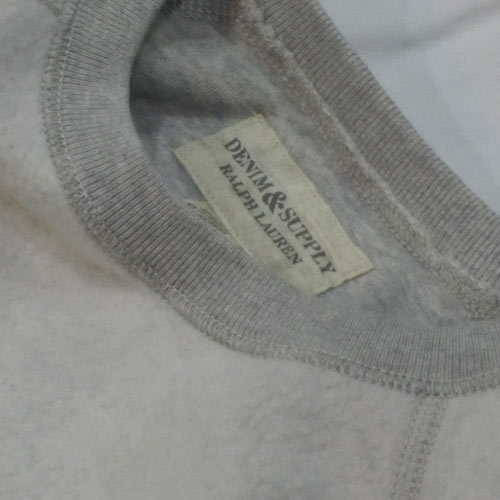 DENIM & SUPPLY
RALPH LAUREN